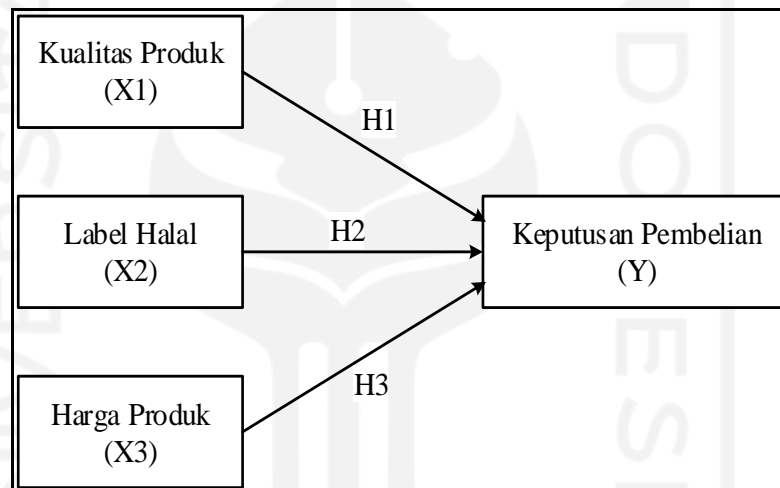 Kualitas Produk
(X1)
H1
Label Halal
(X2)
H2
Keputusan Pembelian
(Y)
H3
Harga Produk
(X3)